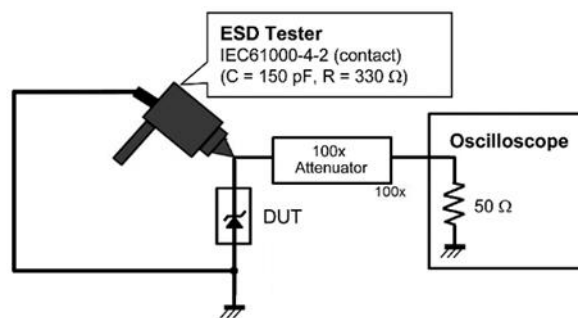 ESD Tester
IEC61000-4-2 (contact)
(C = 150 pF, R = 330 Ω)
100x
Attenuator
100x
Oscilloscope
50 Ω
DUT